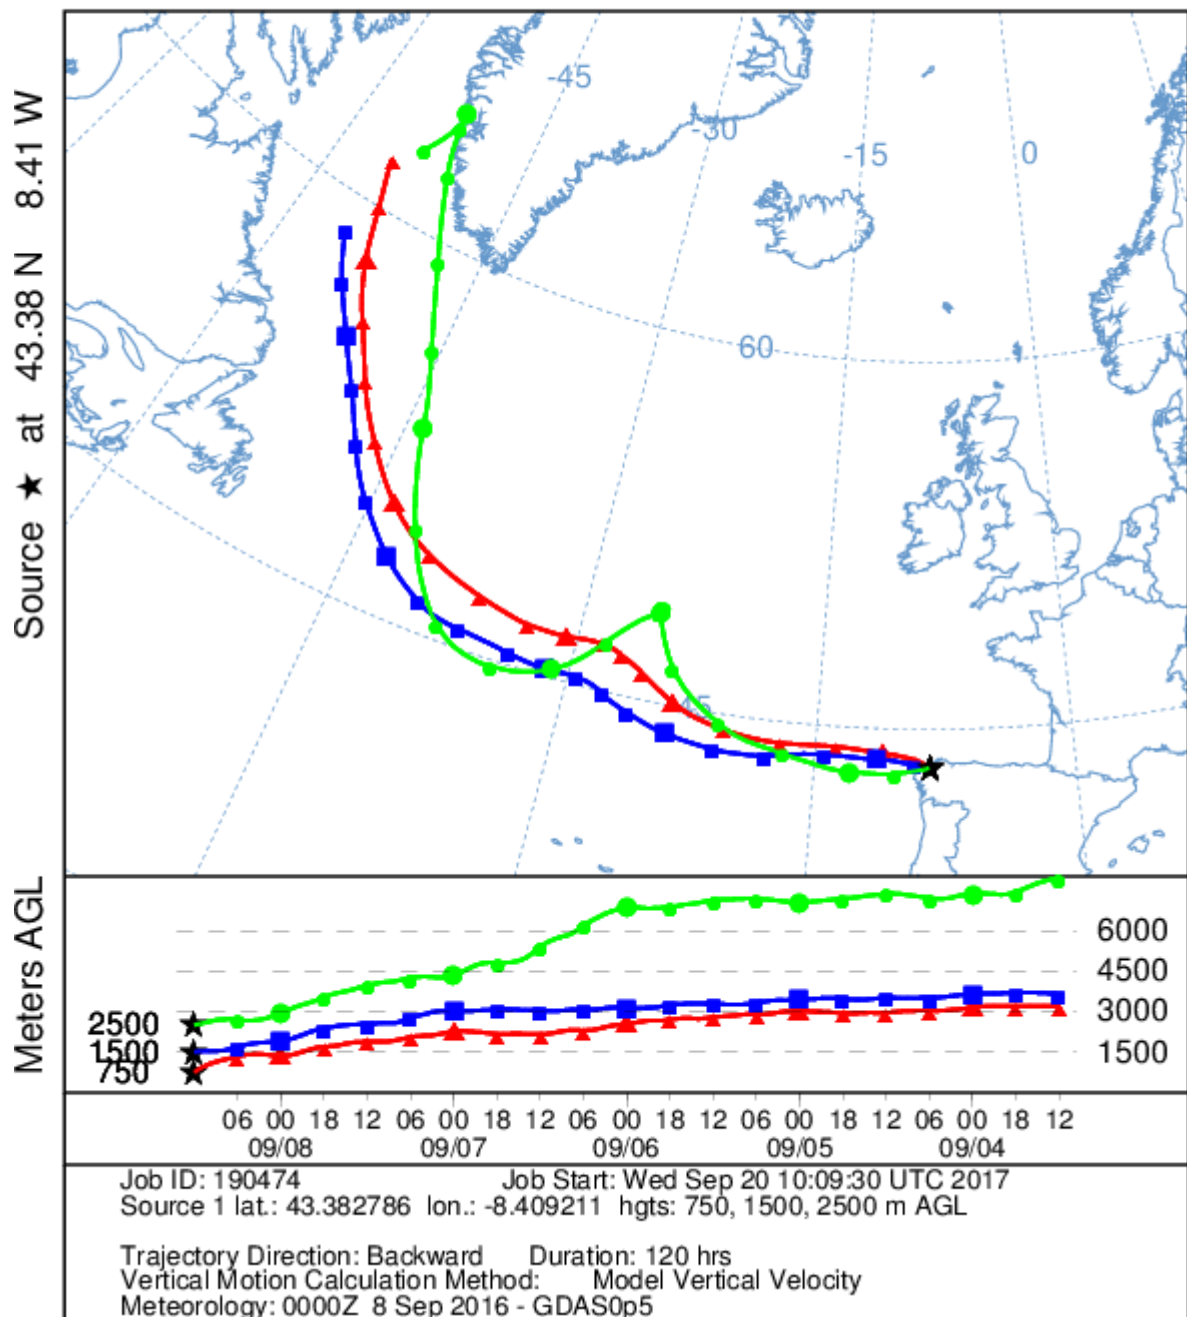 Source ★ at 43.38 N 8.41 W
-45
-30
-15
0
60
45
Meters AGL
6000
4500
3000
1500
2500
1500
750
06 00 18 12 06 00 18 12 06 00 18 12 06 00 18 12 06 00 18 12
09/08 09/07 09/06 09/05 09/04
Job ID: 190474 Job Start: Wed Sep 20 10:09:30 UTC 2017
Source 1 lat.: 43.382786 lon.: -8.409211 hgts: 750, 1500, 2500 m AGL
Trajectory Direction: Backward Duration: 120 hrs
Vertical Motion Calculation Method: Model Vertical Velocity
Meteorology: 0000Z 8 Sep 2016 - GDAS0p5